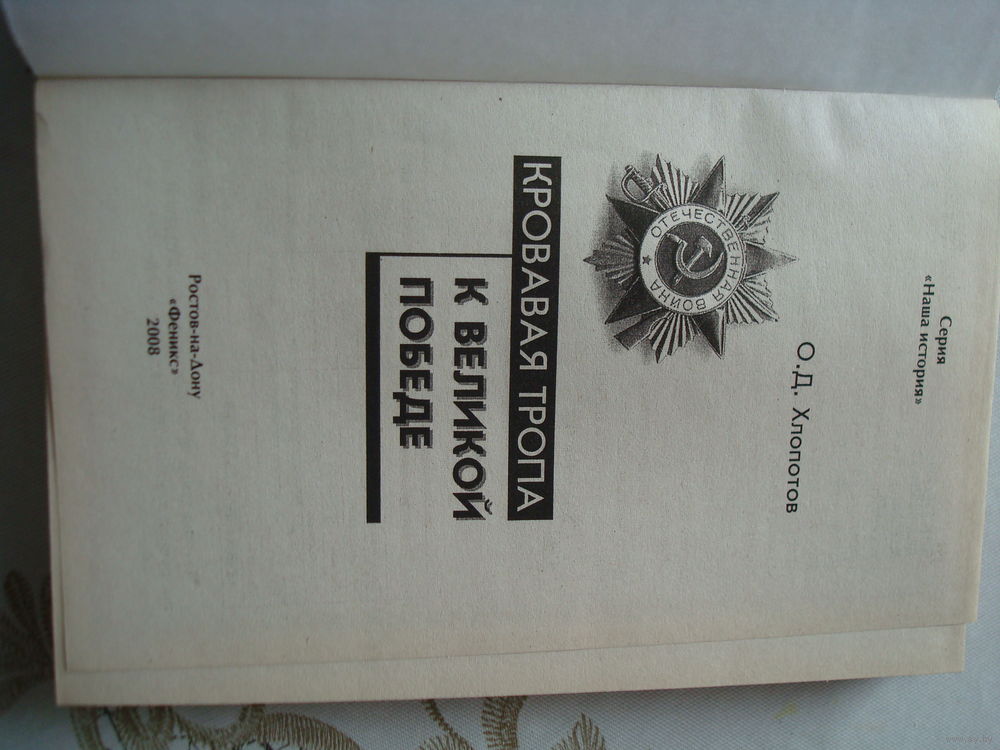 Серия
«Наша история»
О.Д. Хлопотов
ОТЕЧЕСТВЕННАЯ ВОЙНА
КРОВАВАЯ ТРОПА
К ВЕЛИКОЙ
ПОБЕДЕ
Ростов-на-Дону
«Феникс»
2008